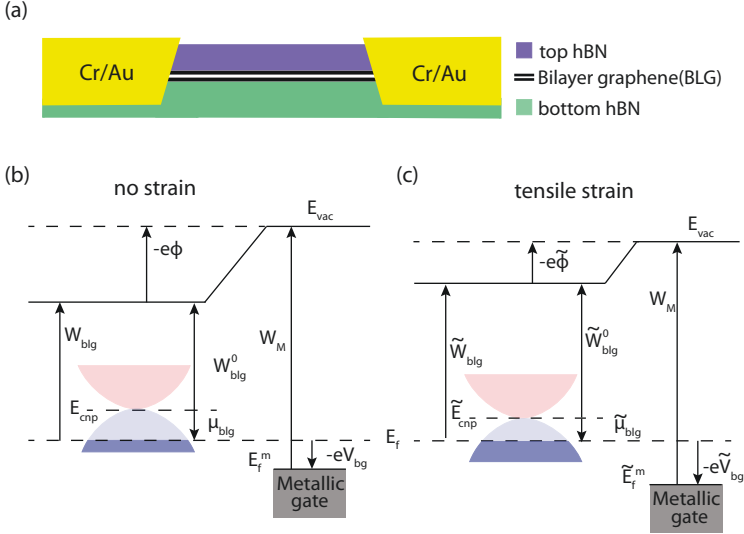 (a)
Cr/Au
Cr/Au
top hBN
Bilayer graphene(BLG)
bottom hBN
(b)
no strain
E_vac
-eϕ
W_blg
W⁰_blg
W_M
E_cnp
μ_blg
E_f^m
-eV_bg
Metallic
gate
(c)
tensile strain
E_vac
-eϕ̃
W_M
W̃_blg
W̃⁰_blg
Ẽ_cnp
μ̃_blg
E_f
Ẽ_f^m
-eṼ_bg
Metallic
gate